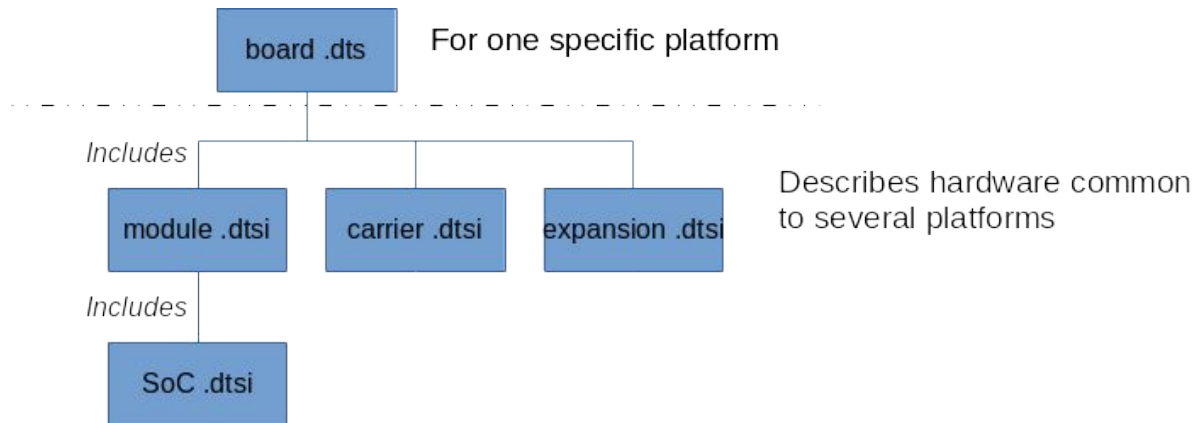 board .dts
For one specific platform
Includes
module .dtsi
carrier .dtsi
expansion .dtsi
Describes hardware common
to several platforms
Includes
SoC .dtsi